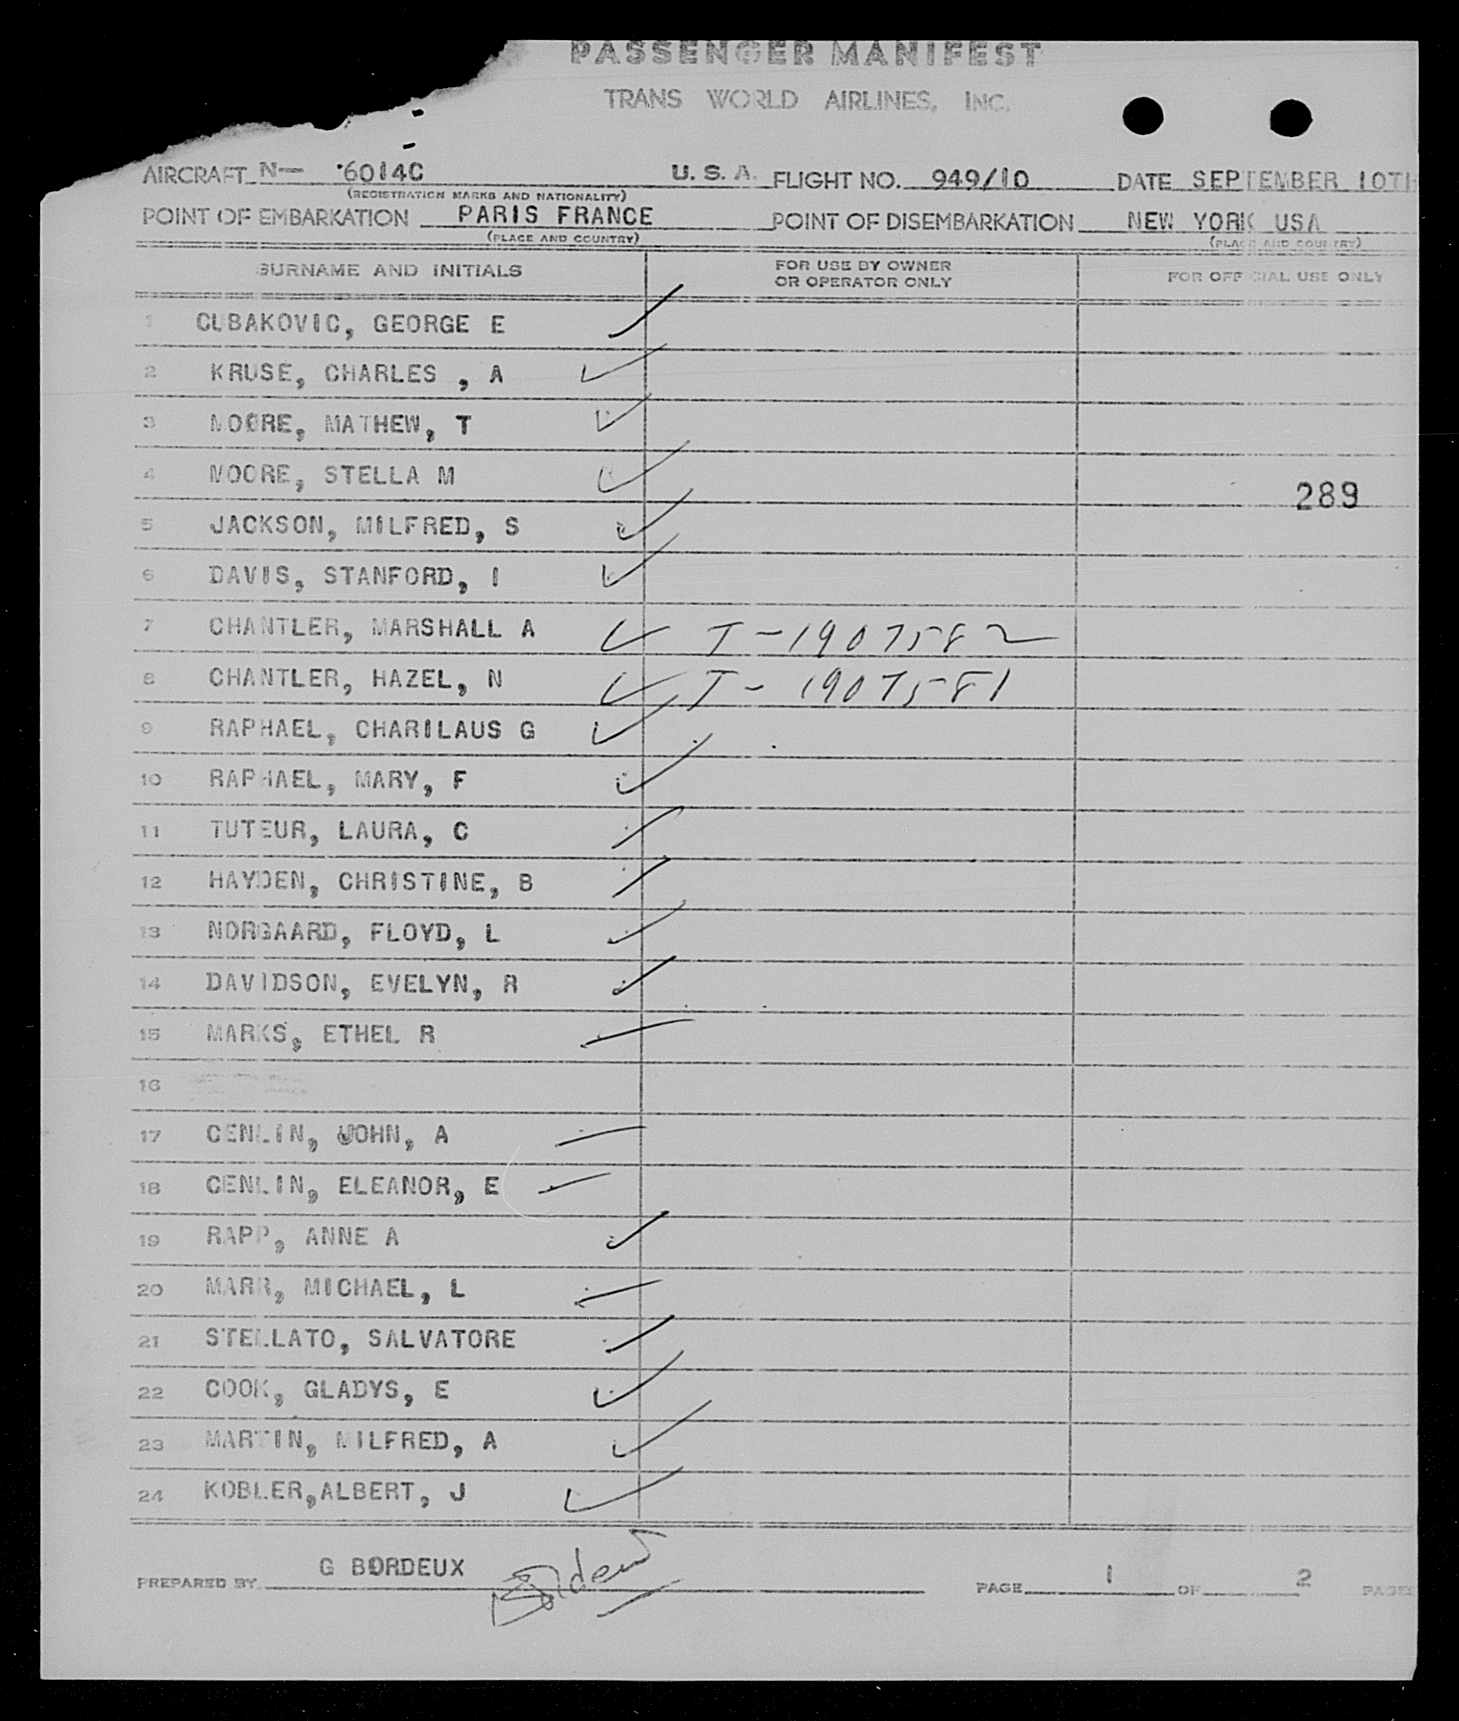 PASSENGER MANIFEST
TRANS WORLD AIRLINES, INC.
AIRCRAFT N— 6014C U. S. A. FLIGHT NO. 949/10 DATE SEPTEMBER 10TH
(REGISTRATION MARKS AND NATIONALITY)
POINT OF EMBARKATION PARIS FRANCE POINT OF DISEMBARKATION NEW YORK USA
(PLACE AND COUNTRY) (PLACE AND COUNTRY)
SURNAME AND INITIALS FOR USE BY OWNER OR OPERATOR ONLY FOR OFFICIAL USE ONLY
1 CUBAKOVIC, GEORGE E
2 KRUSE, CHARLES , A
3 MOORE, MATHEW, T
4 MOORE, STELLA M
289
5 JACKSON, MILFRED, S
6 DAVIS, STANFORD, I
7 CHANTLER, MARSHALL A T-1907582
8 CHANTLER, HAZEL, N T-1907581
9 RAPHAEL, CHARILAUS G
10 RAPHAEL, MARY, F
11 TUTEUR, LAURA, C
12 HAYDEN, CHRISTINE, B
13 NORGAARD, FLOYD, L
14 DAVIDSON, EVELYN, R
15 MARKS, ETHEL R
16
17 CENLIN, JOHN, A
18 CENLIN, ELEANOR, E
19 RAPP, ANNE A
20 MARR, MICHAEL, L
21 STELLATO, SALVATORE
22 COOK, GLADYS, E
23 MARTIN, MILFRED, A
24 KOBLER,ALBERT, J
PREPARED BY G BORDEUX PAGE 1 OF 2 PAGES